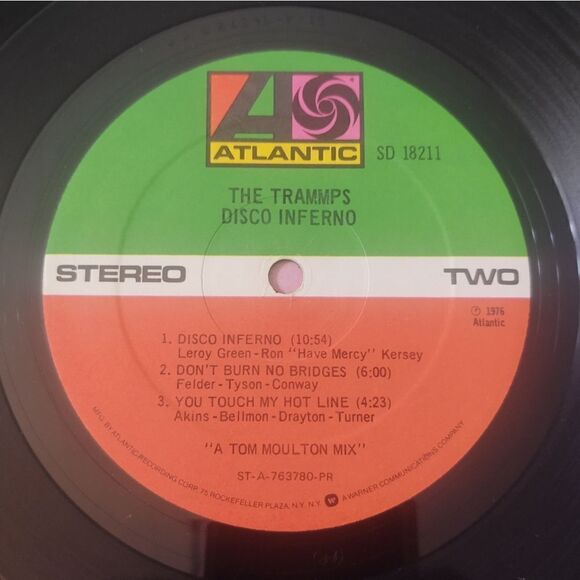 ATLANTIC
SD 18211
THE TRAMMPS
DISCO INFERNO
STEREO
TWO
℗ 1976
Atlantic
1. DISCO INFERNO (10:54)
Leroy Green-Ron "Have Mercy" Kersey
2. DON'T BURN NO BRIDGES (6:00)
Felder-Tyson-Conway
3. YOU TOUCH MY HOT LINE (4:23)
Akins-Bellmon-Drayton-Turner
"A TOM MOULTON MIX"
ST-A-763780-PR
MFG. BY ATLANTIC RECORDING CORP., 75 ROCKEFELLER PLAZA, N.Y. N.Y. A WARNER COMMUNICATIONS COMPANY